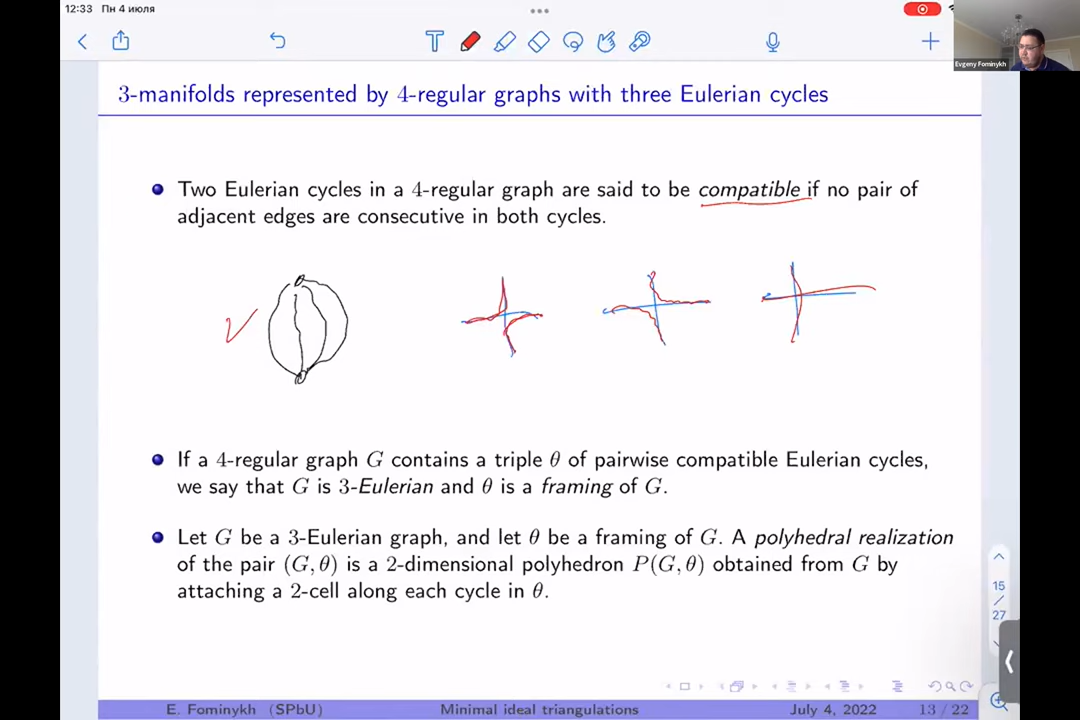 12:33 Пн 4 июля
Evgeny Fominykh
3-manifolds represented by 4-regular graphs with three Eulerian cycles
Two Eulerian cycles in a 4-regular graph are said to be compatible if no pair of
adjacent edges are consecutive in both cycles.
If a 4-regular graph G contains a triple θ of pairwise compatible Eulerian cycles,
we say that G is 3-Eulerian and θ is a framing of G.
Let G be a 3-Eulerian graph, and let θ be a framing of G. A polyhedral realization
of the pair (G, θ) is a 2-dimensional polyhedron P(G, θ) obtained from G by
attaching a 2-cell along each cycle in θ.
15
/
27
E. Fominykh (SPbU) Minimal ideal triangulations July 4, 2022 13 / 22